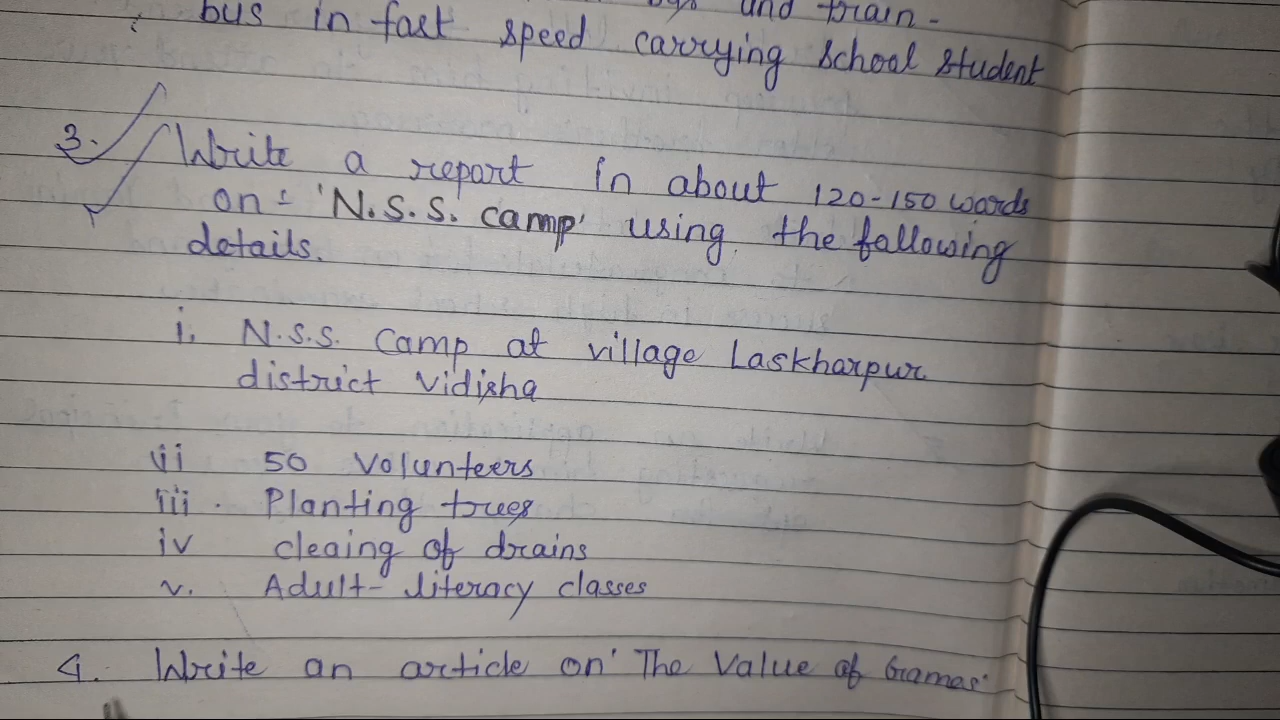 bus in fast speed carrying school student
and train-
3. Write a report in about 120-150 words
on: 'N.S.S. camp' using the following
details.
i. N.S.S. Camp at village Laskharpur
district Vidisha
ii 50 Volunteers
iii. Planting trees
iv cleaing of drains
v. Adult-literacy classes
4. Write an article on 'The Value of Games'